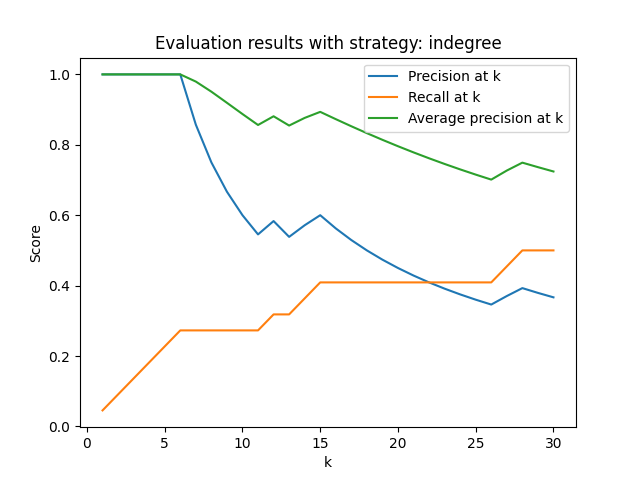 Evaluation results with strategy: indegree
Precision at k
Recall at k
Average precision at k
Score
1.0
0.8
0.6
0.4
0.2
0.0
0 5 10 15 20 25 30
k